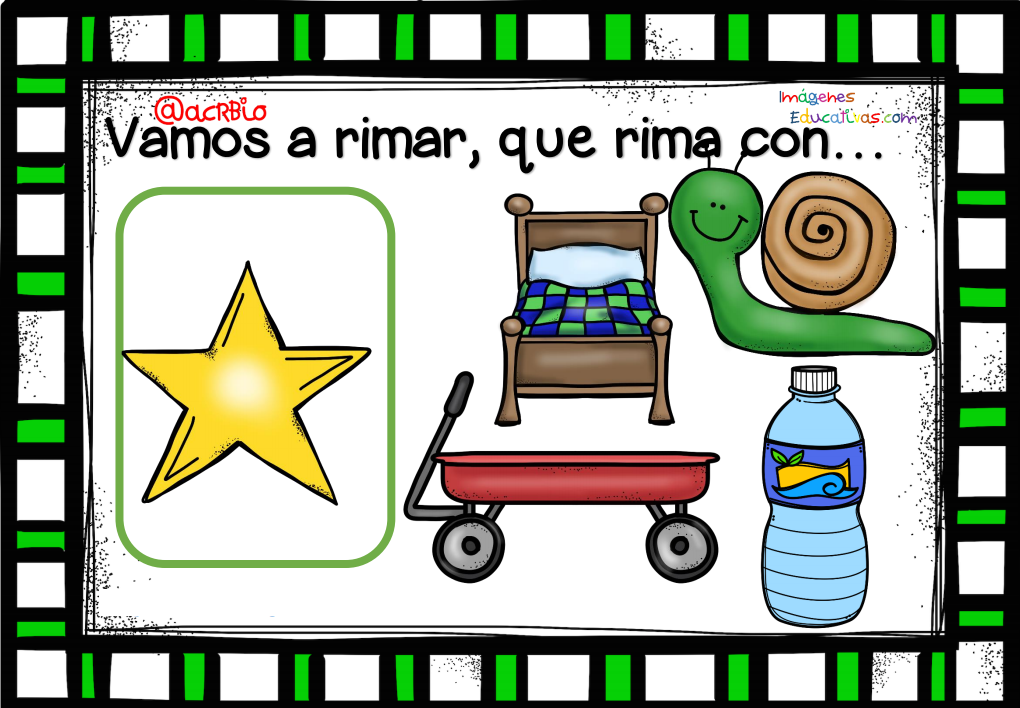 @acrbio
Imágenes
Educativas.com
Vamos a rimar, que rima con...